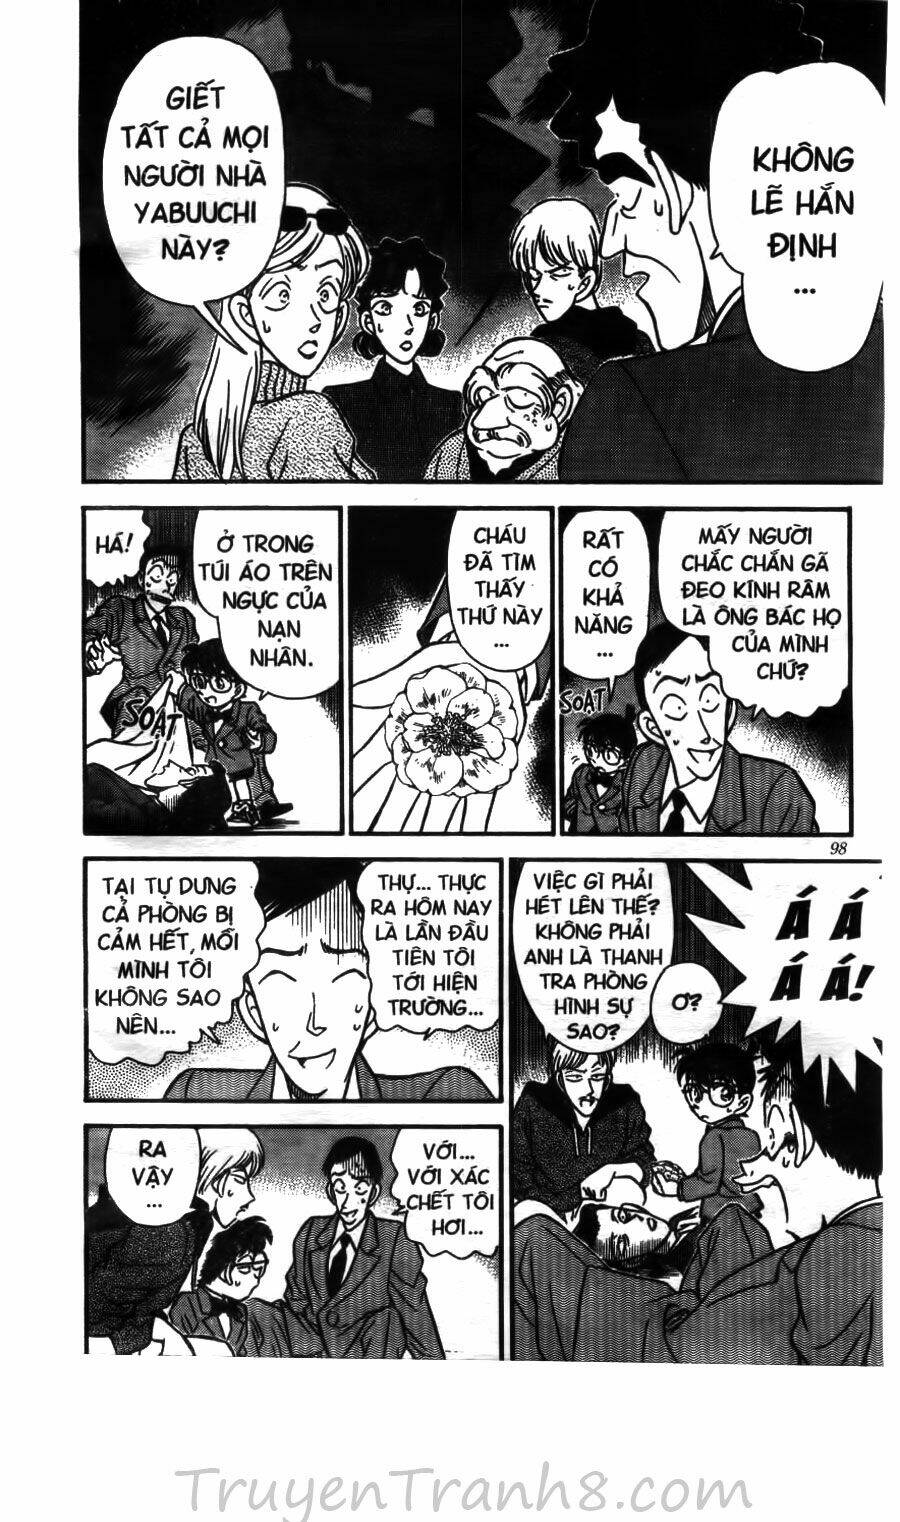 KHÔNG
LẼ HẮN
ĐỊNH
...
GIẾT
TẤT CẢ MỌI
NGƯỜI NHÀ
YABUUCHI
NÀY?
MẤY NGƯỜI
CHẮC CHẮN GÃ
ĐEO KÍNH RÂM
LÀ ÔNG BÁC HỌ
CỦA MÌNH
CHỨ?
RẤT
CÓ
KHẢ
NĂNG
...
SOẠT
CHÁU
ĐÃ TÌM
THẤY
THỨ NÀY
...
Ở TRONG
TÚI ÁO TRÊN
NGỰC CỦA
NẠN
NHÂN.
HÁ!
SOẠT
98
Á Á
Á Á!
Ơ?
VIỆC GÌ PHẢI
HÉT LÊN THẾ?
KHÔNG PHẢI
ANH LÀ THANH
TRA PHÒNG
HÌNH SỰ
SAO?
THỰ... THỰC
RA HÔM NAY
LÀ LẦN ĐẦU
TIÊN TÔI
TỚI HIỆN
TRƯỜNG...
TẠI TỰ DƯNG
CẢ PHÒNG BỊ
CẢM HẾT, MỖI
MÌNH TÔI
KHÔNG SAO
NÊN...
VỚI...
VỚI XÁC
CHẾT TÔI
HƠI...
RA
VẬY
...
TruyenTranh8.com